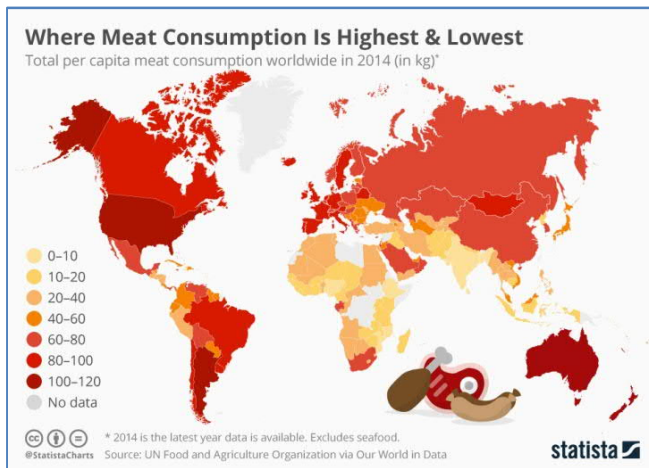 Where Meat Consumption Is Highest & Lowest
Total per capita meat consumption worldwide in 2014 (in kg)*
0–10
10–20
20–40
40–60
60–80
80–100
100–120
No data
@StatistaCharts
* 2014 is the latest year data is available. Excludes seafood.
Source: UN Food and Agriculture Organization via Our World in Data
statista